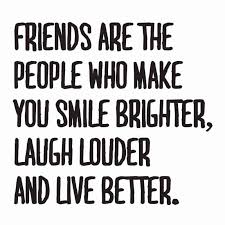 FRIENDS ARE THE
PEOPLE WHO MAKE
YOU SMILE BRIGHTER,
LAUGH LOUDER
AND LIVE BETTER.